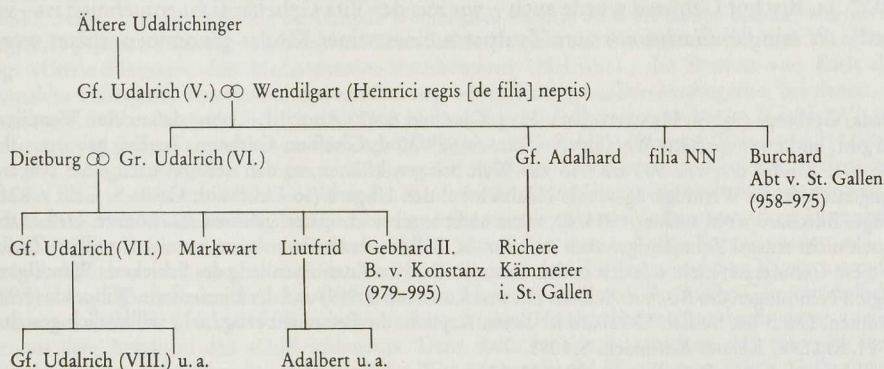 Ältere Udalrichinger
Gf. Udalrich (V.) ⚭ Wendilgart (Heinrici regis [de filia] neptis)
Dietburg ⚭ Gr. Udalrich (VI.)
Gf. Adalhard
filia NN
Burchard
Abt v. St. Gallen
(958–975)
Gf. Udalrich (VII.)
Markwart
Liutfrid
Gebhard II.
B. v. Konstanz
(979–995)
Richere
Kämmerer
i. St. Gallen
Gf. Udalrich (VIII.) u. a.
Adalbert u. a.